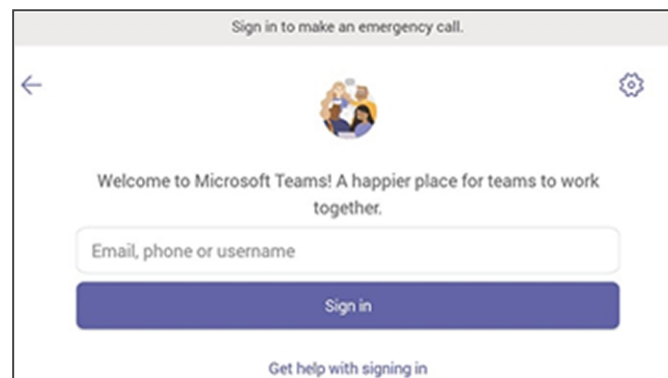 Sign in to make an emergency call.
Welcome to Microsoft Teams! A happier place for teams to work
together.
Email, phone or username
Sign in
Get help with signing in